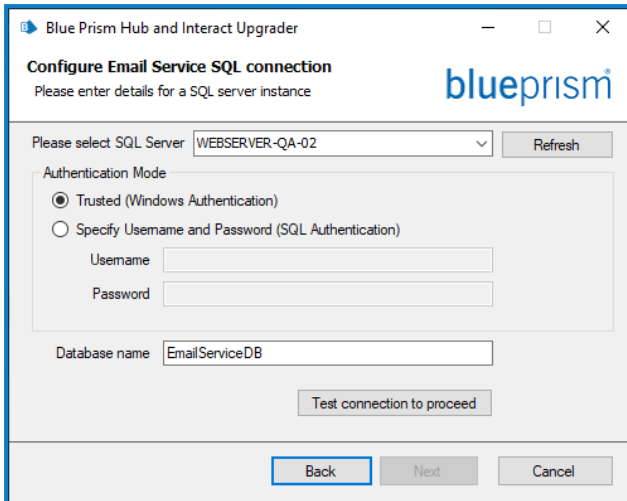 Blue Prism Hub and Interact Upgrader
Configure Email Service SQL connection
Please enter details for a SQL server instance
blueprism®
Please select SQL Server WEBSERVER-QA-02 Refresh
Authentication Mode
Trusted (Windows Authentication)
Specify Username and Password (SQL Authentication)
Username
Password
Database name EmailServiceDB
Test connection to proceed
Back Next Cancel